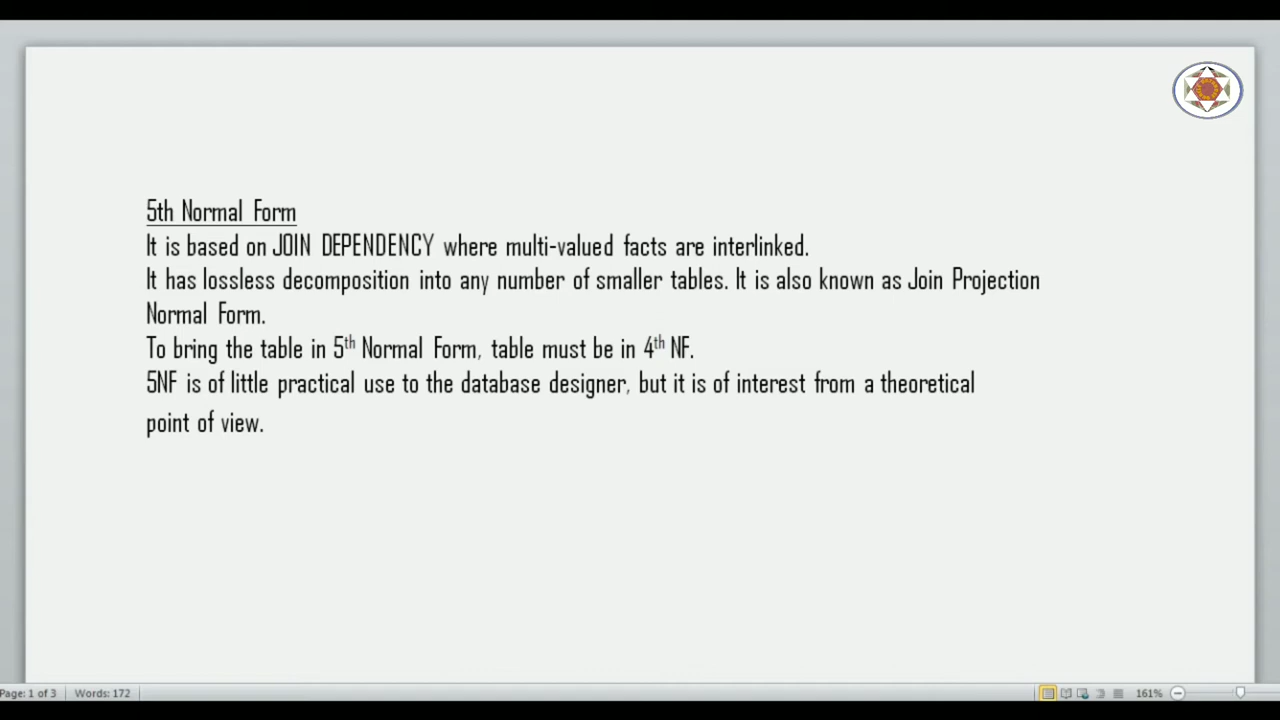 5th Normal Form
It is based on JOIN DEPENDENCY where multi-valued facts are interlinked.
It has lossless decomposition into any number of smaller tables. It is also known as Join Projection
Normal Form.
To bring the table in 5th Normal Form, table must be in 4th NF.
5NF is of little practical use to the database designer, but it is of interest from a theoretical
point of view.
Page: 1 of 3 Words: 172 161%